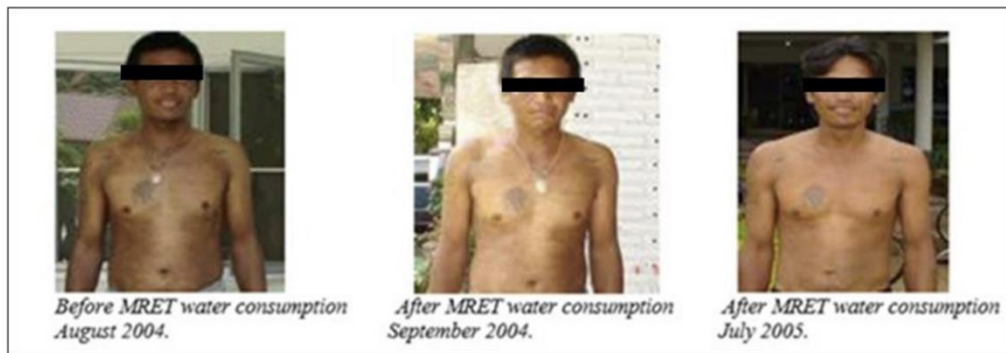 Before MRET water consumption
August 2004.
After MRET water consumption
September 2004.
After MRET water consumption
July 2005.